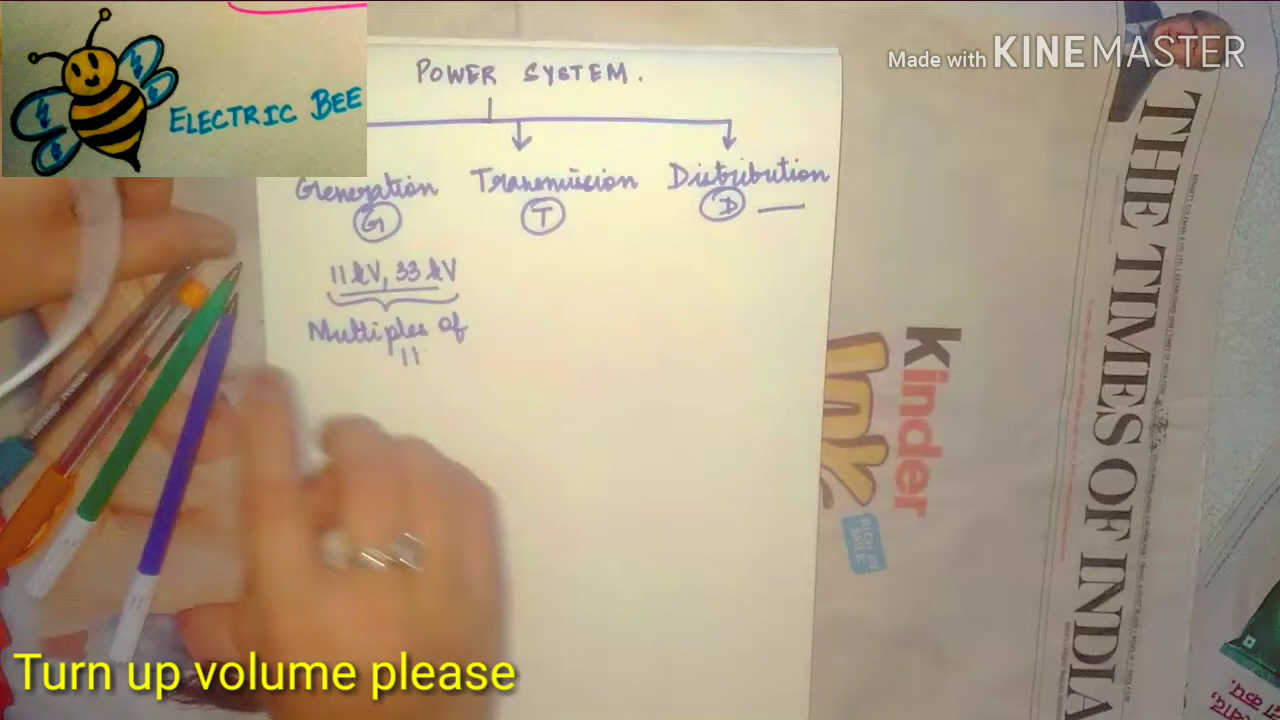 ELECTRIC BEE
Made with KINEMASTER
POWER SYSTEM.
Generation Transmission Distribution
G T D
11 kV, 33 kV
Multiples of
11
Kinder
THE TIMES OF INDIA
Turn up volume please